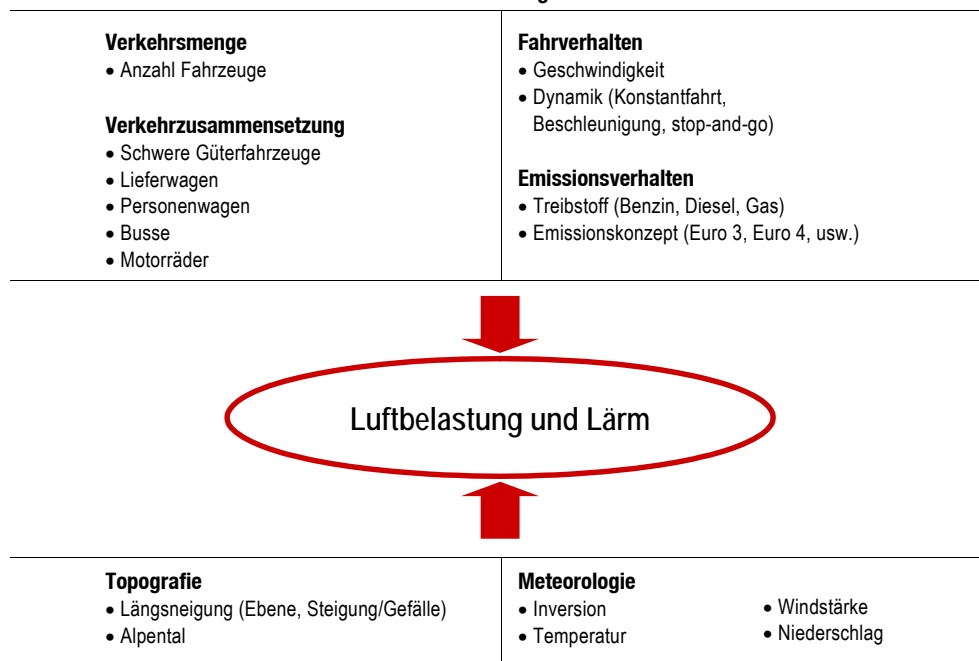 Verkehrsmenge
• Anzahl Fahrzeuge
Verkehrzusammensetzung
• Schwere Güterfahrzeuge
• Lieferwagen
• Personenwagen
• Busse
• Motorräder
Fahrverhalten
• Geschwindigkeit
• Dynamik (Konstantfahrt,
Beschleunigung, stop-and-go)
Emissionsverhalten
• Treibstoff (Benzin, Diesel, Gas)
• Emissionskonzept (Euro 3, Euro 4, usw.)
Luftbelastung und Lärm
Topografie
• Längsneigung (Ebene, Steigung/Gefälle)
• Alpental
Meteorologie
• Inversion
• Temperatur
• Windstärke
• Niederschlag